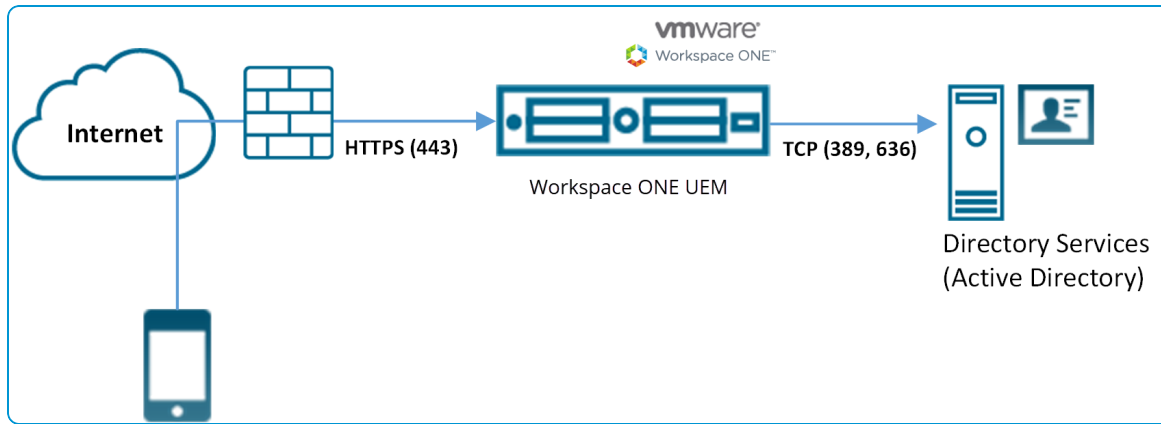 vmware®
Workspace ONE™
Internet
HTTPS (443)
TCP (389, 636)
Workspace ONE UEM
Directory Services
(Active Directory)